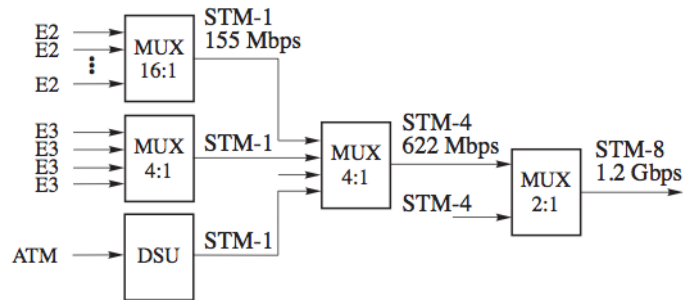 E2
E2
E2
MUX
16:1
STM-1
155 Mbps
E3
E3
E3
E3
MUX
4:1
STM-1
ATM
DSU
STM-1
MUX
4:1
STM-4
622 Mbps
STM-4
MUX
2:1
STM-8
1.2 Gbps